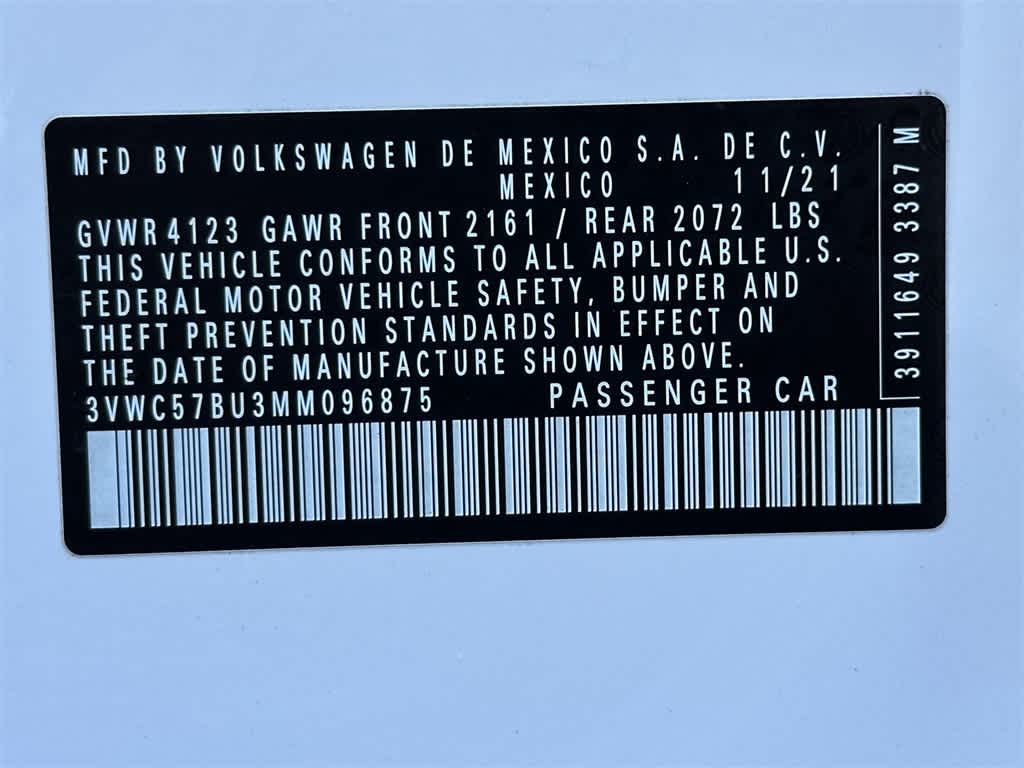 MFD BY VOLKSWAGEN DE MEXICO S.A. DE C.V.
MEXICO 11/21
GVWR 4123 GAWR FRONT 2161 / REAR 2072 LBS
THIS VEHICLE CONFORMS TO ALL APPLICABLE U.S.
FEDERAL MOTOR VEHICLE SAFETY, BUMPER AND
THEFT PREVENTION STANDARDS IN EFFECT ON
THE DATE OF MANUFACTURE SHOWN ABOVE.
3VWC57BU3MM096875 PASSENGER CAR
3911649 3387 M